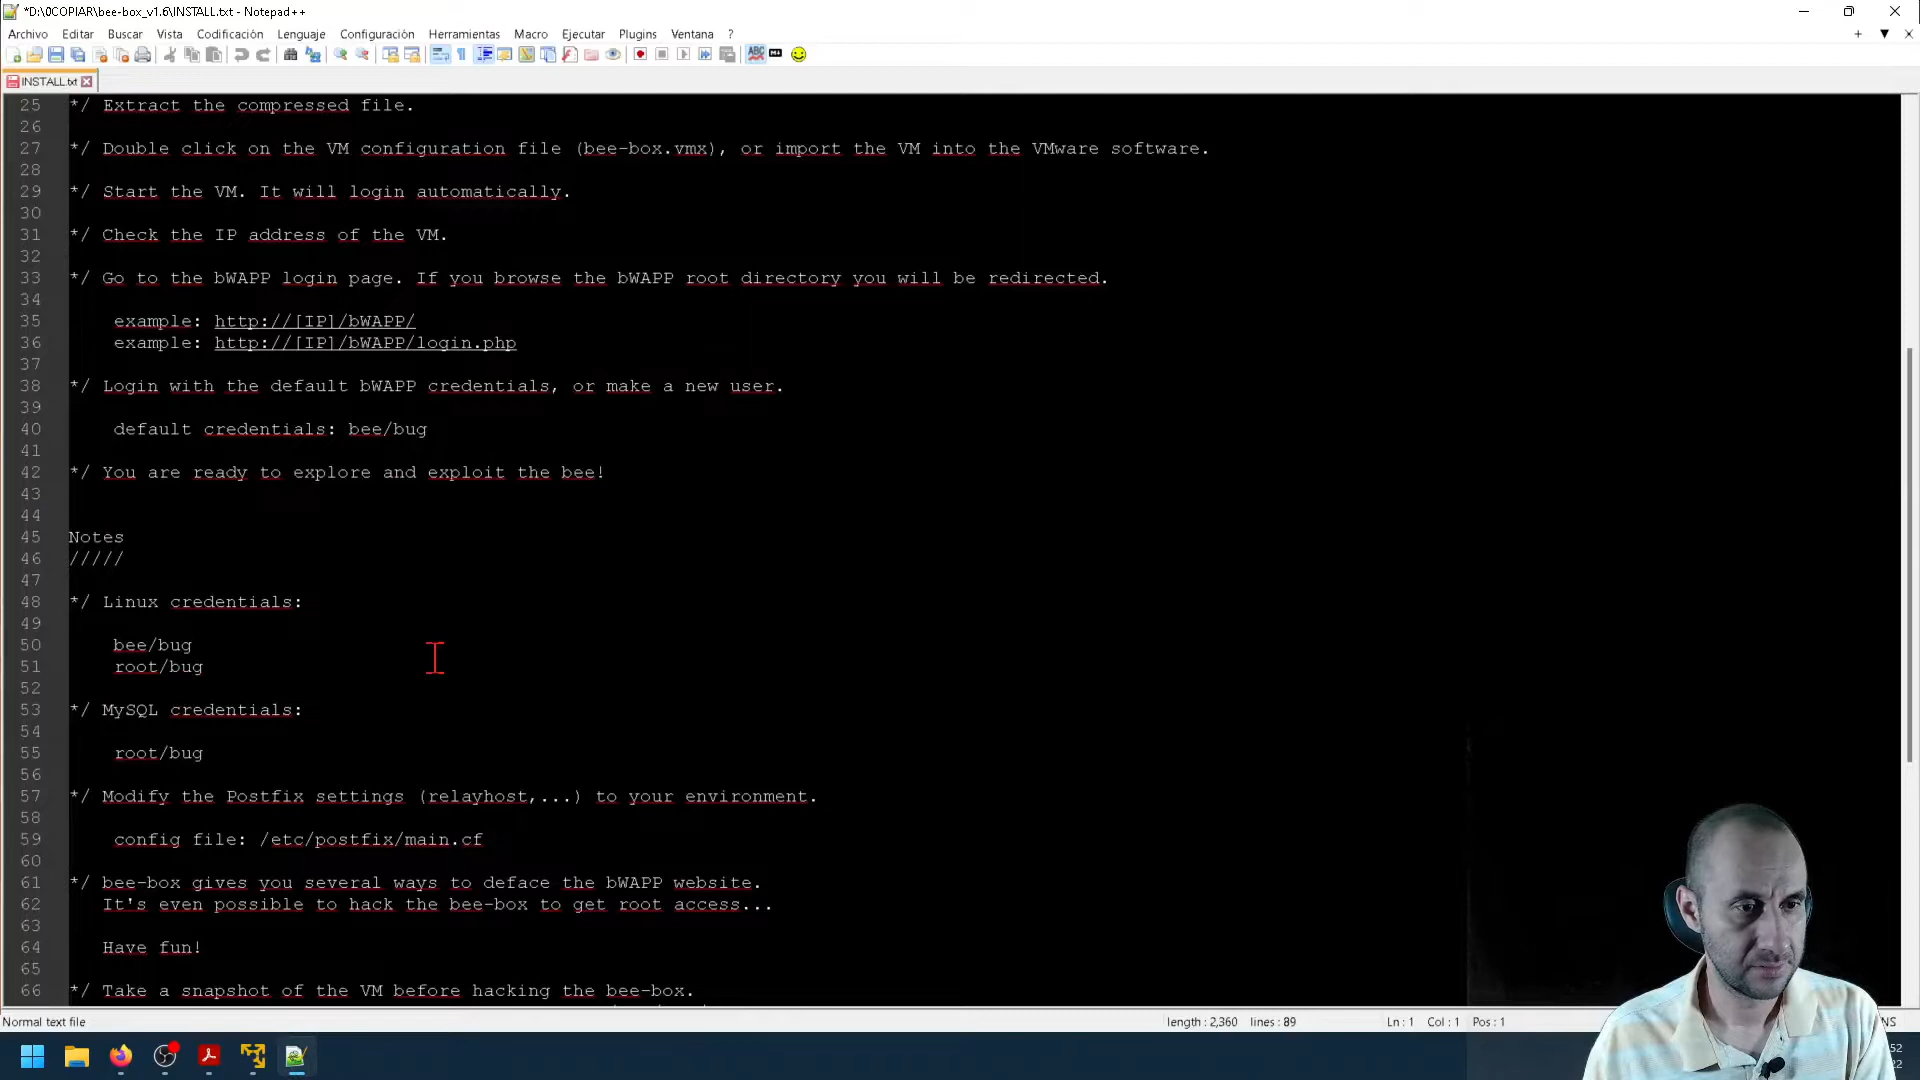 *D:\0COPIAR\bee-box_v1.6\INSTALL.txt - Notepad++
Archivo Editar Buscar Vista Codificación Lenguaje Configuración Herramientas Macro Ejecutar Plugins Ventana ?
INSTALL.txt
25 */ Extract the compressed file.
26
27 */ Double click on the VM configuration file (bee-box.vmx), or import the VM into the VMware software.
28
29 */ Start the VM. It will login automatically.
30
31 */ Check the IP address of the VM.
32
33 */ Go to the bWAPP login page. If you browse the bWAPP root directory you will be redirected.
34
35 example: http://[IP]/bWAPP/
36 example: http://[IP]/bWAPP/login.php
37
38 */ Login with the default bWAPP credentials, or make a new user.
39
40 default credentials: bee/bug
41
42 */ You are ready to explore and exploit the bee!
43
44
45 Notes
46 /////
47
48 */ Linux credentials:
49
50 bee/bug
51 root/bug
52
53 */ MySQL credentials:
54
55 root/bug
56
57 */ Modify the Postfix settings (relayhost,...) to your environment.
58
59 config file: /etc/postfix/main.cf
60
61 */ bee-box gives you several ways to deface the bWAPP website.
62 It's even possible to hack the bee-box to get root access...
63
64 Have fun!
65
66 */ Take a snapshot of the VM before hacking the bee-box.
Normal text file length : 2,360 lines : 89 Ln : 1 Col : 1 Pos : 1 NS
52
22